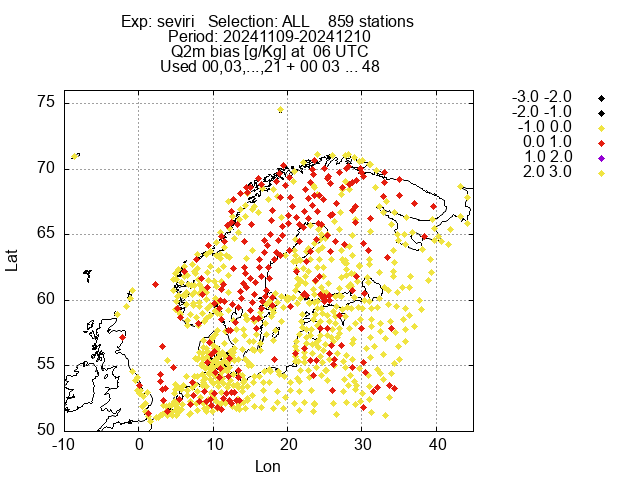 Exp: seviri Selection: ALL 859 stations
Period: 20241109-20241210
Q2m bias [g/Kg] at 06 UTC
Used 00,03,...,21 + 00 03 ... 48
-3.0 -2.0
-2.0 -1.0
-1.0 0.0
0.0 1.0
1.0 2.0
2.0 3.0
75
70
65
60
55
50
Lat
-10 0 10 20 30 40
Lon